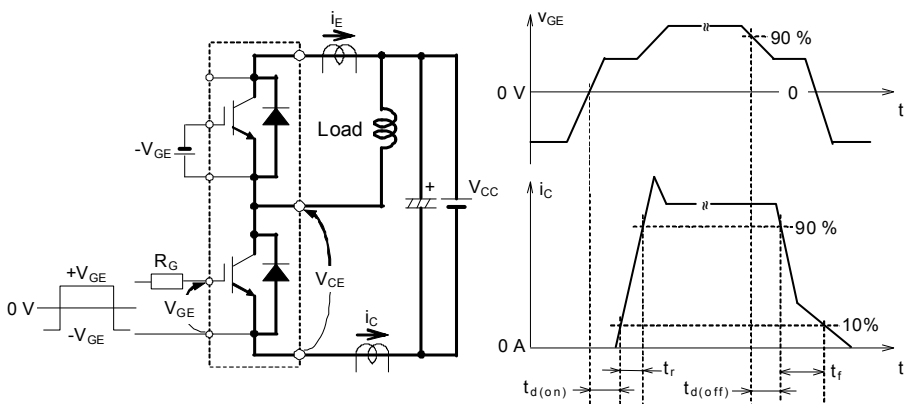 i_E
-V_GE
Load
+
V_CC
R_G
+V_GE
0 V
-V_GE
V_GE
V_CE
i_C
v_GE
90 %
0 V
0
t
i_C
90 %
10%
0 A
t
t_r
t_d(on)
t_d(off)
t_f